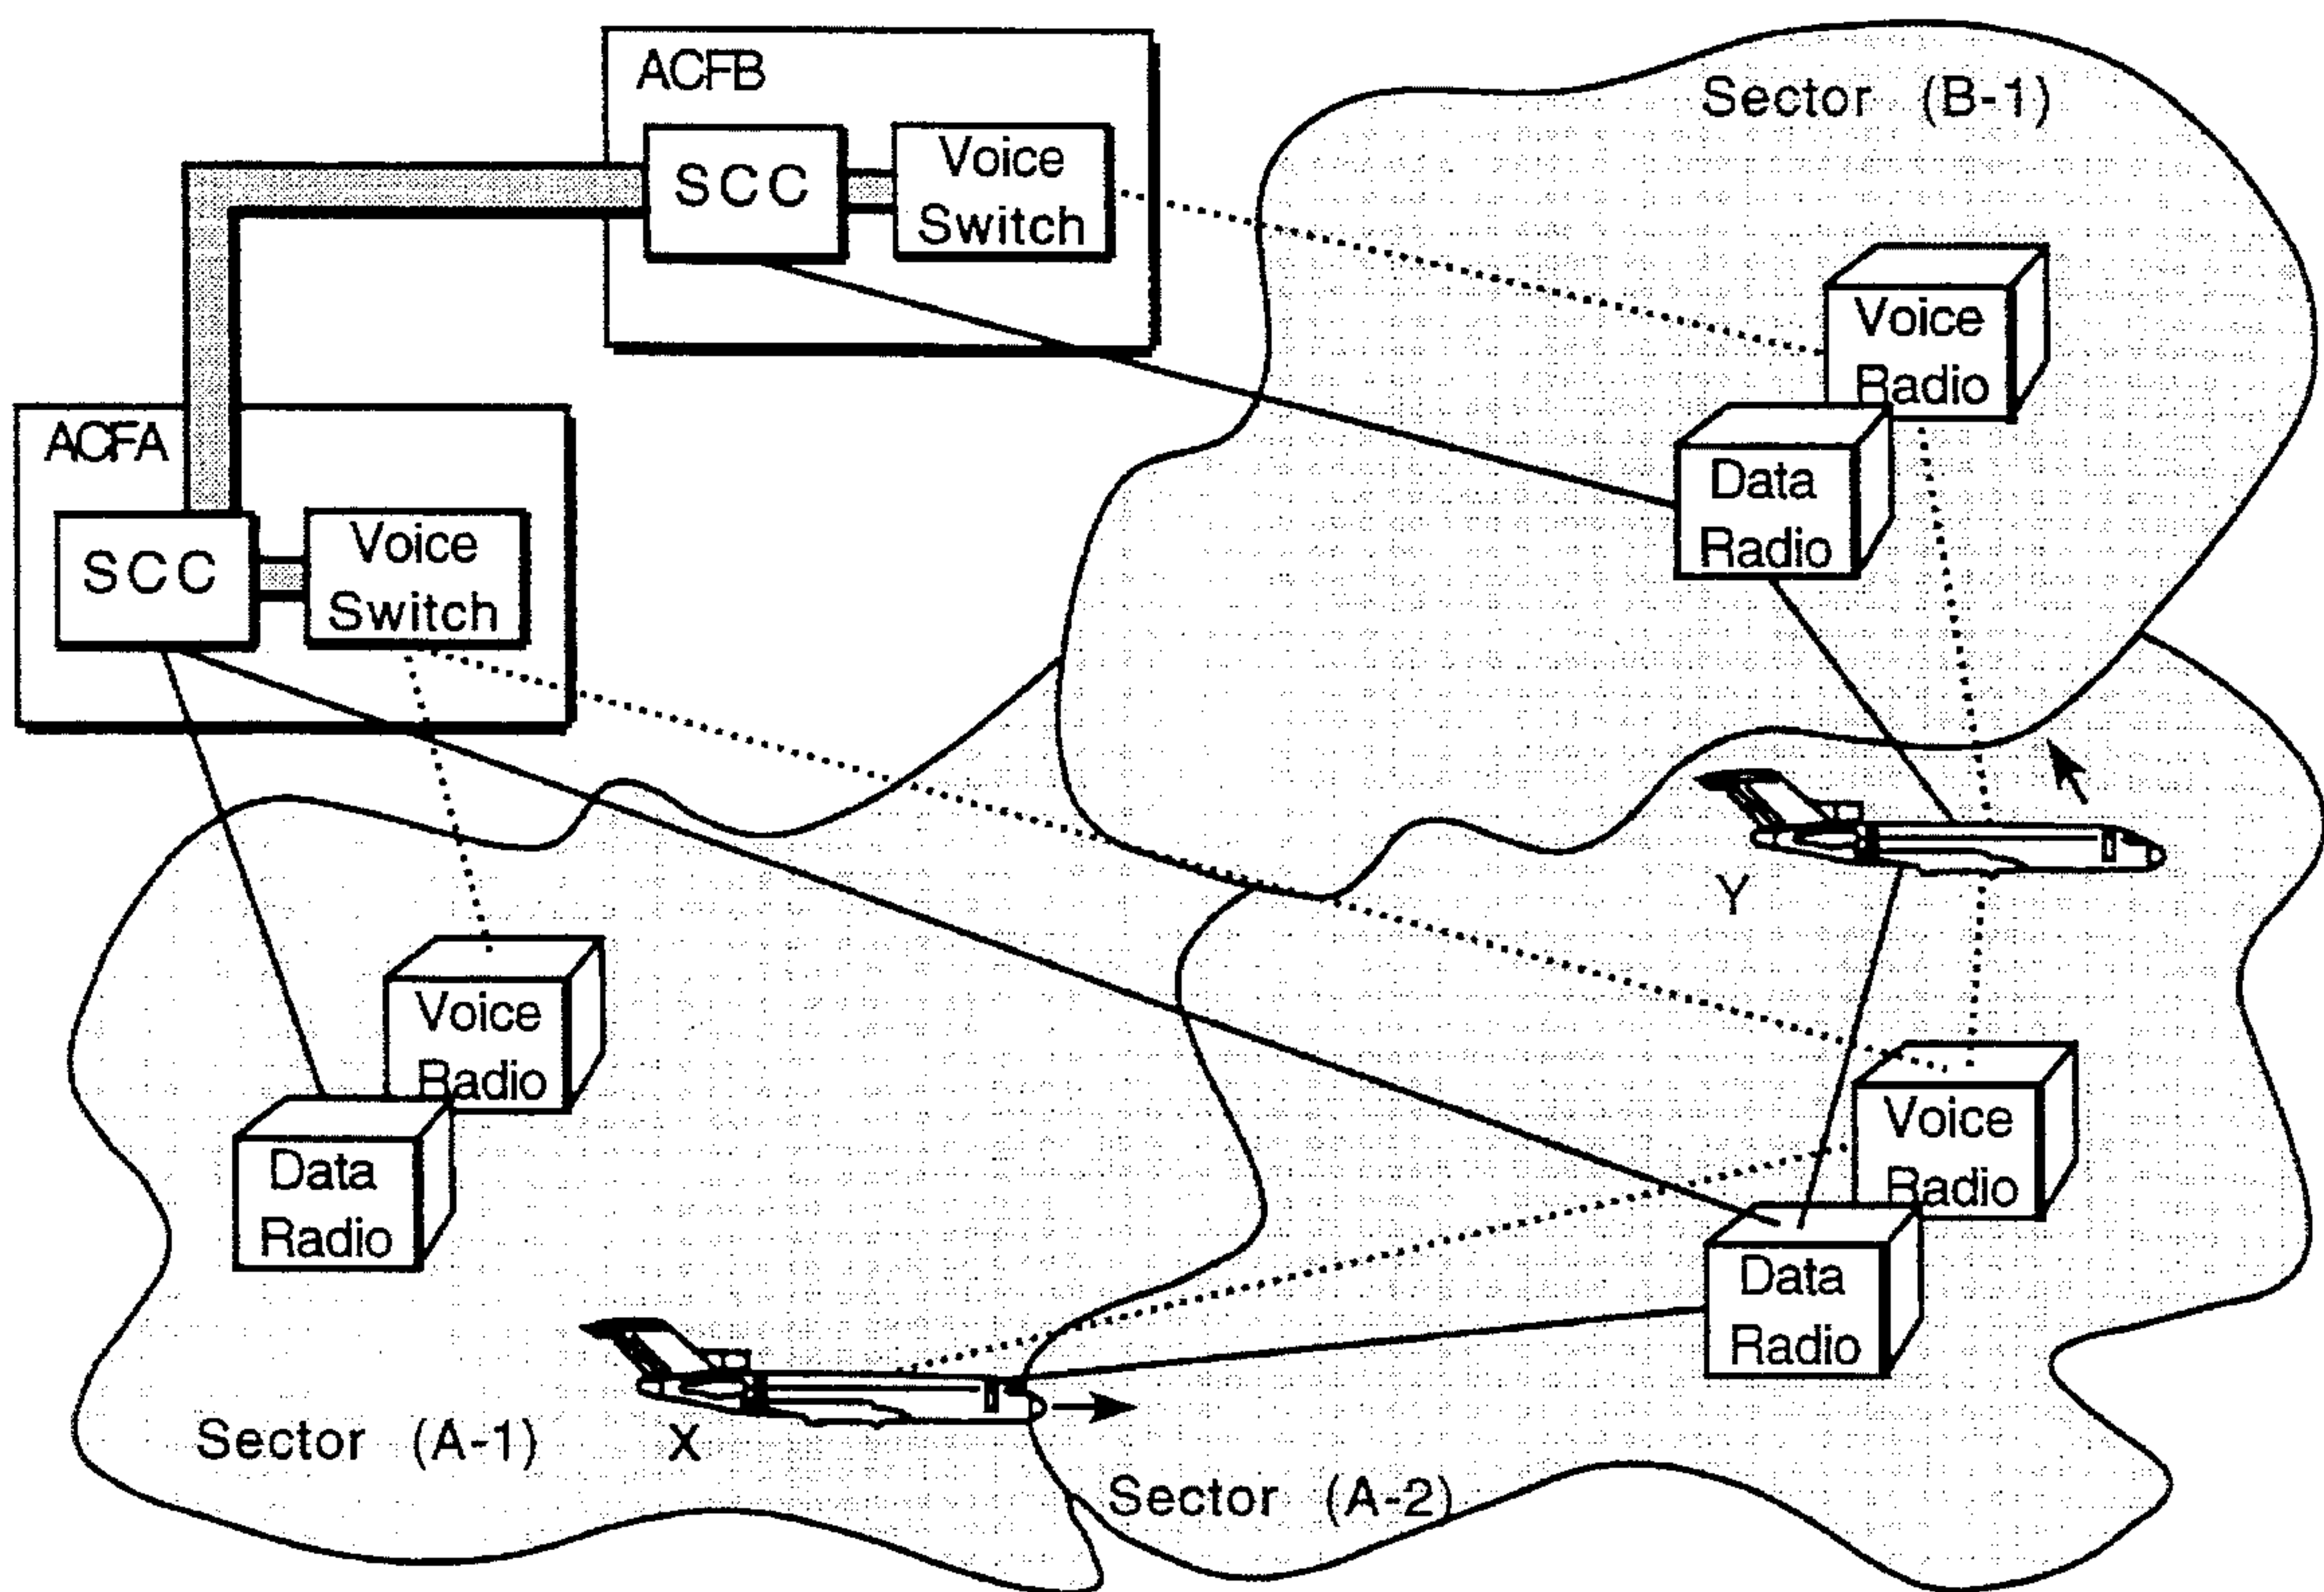 ACFB
SCC
Voice
Switch
Sector (B-1)
Voice
Radio
Data
Radio
ACFA
SCC
Voice
Switch
Y
Voice
Radio
Data
Radio
Voice
Radio
Data
Radio
Sector (A-1)
X
Sector (A-2)